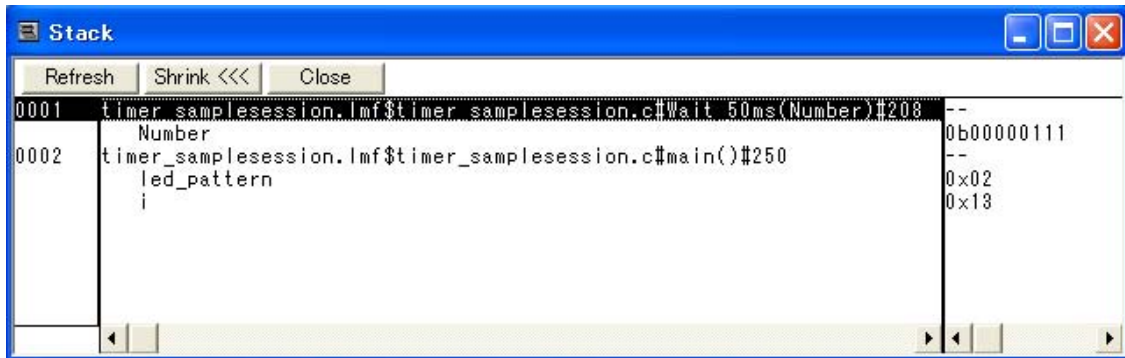 Stack
Refresh Shrink <<< Close
0001 timer_samplesession.lmf$timer_samplesession.c#Wait_50ms(Number)#208 --
Number 0b00000111
0002 timer_samplesession.lmf$timer_samplesession.c#main()#250 --
led_pattern 0x02
i 0x13